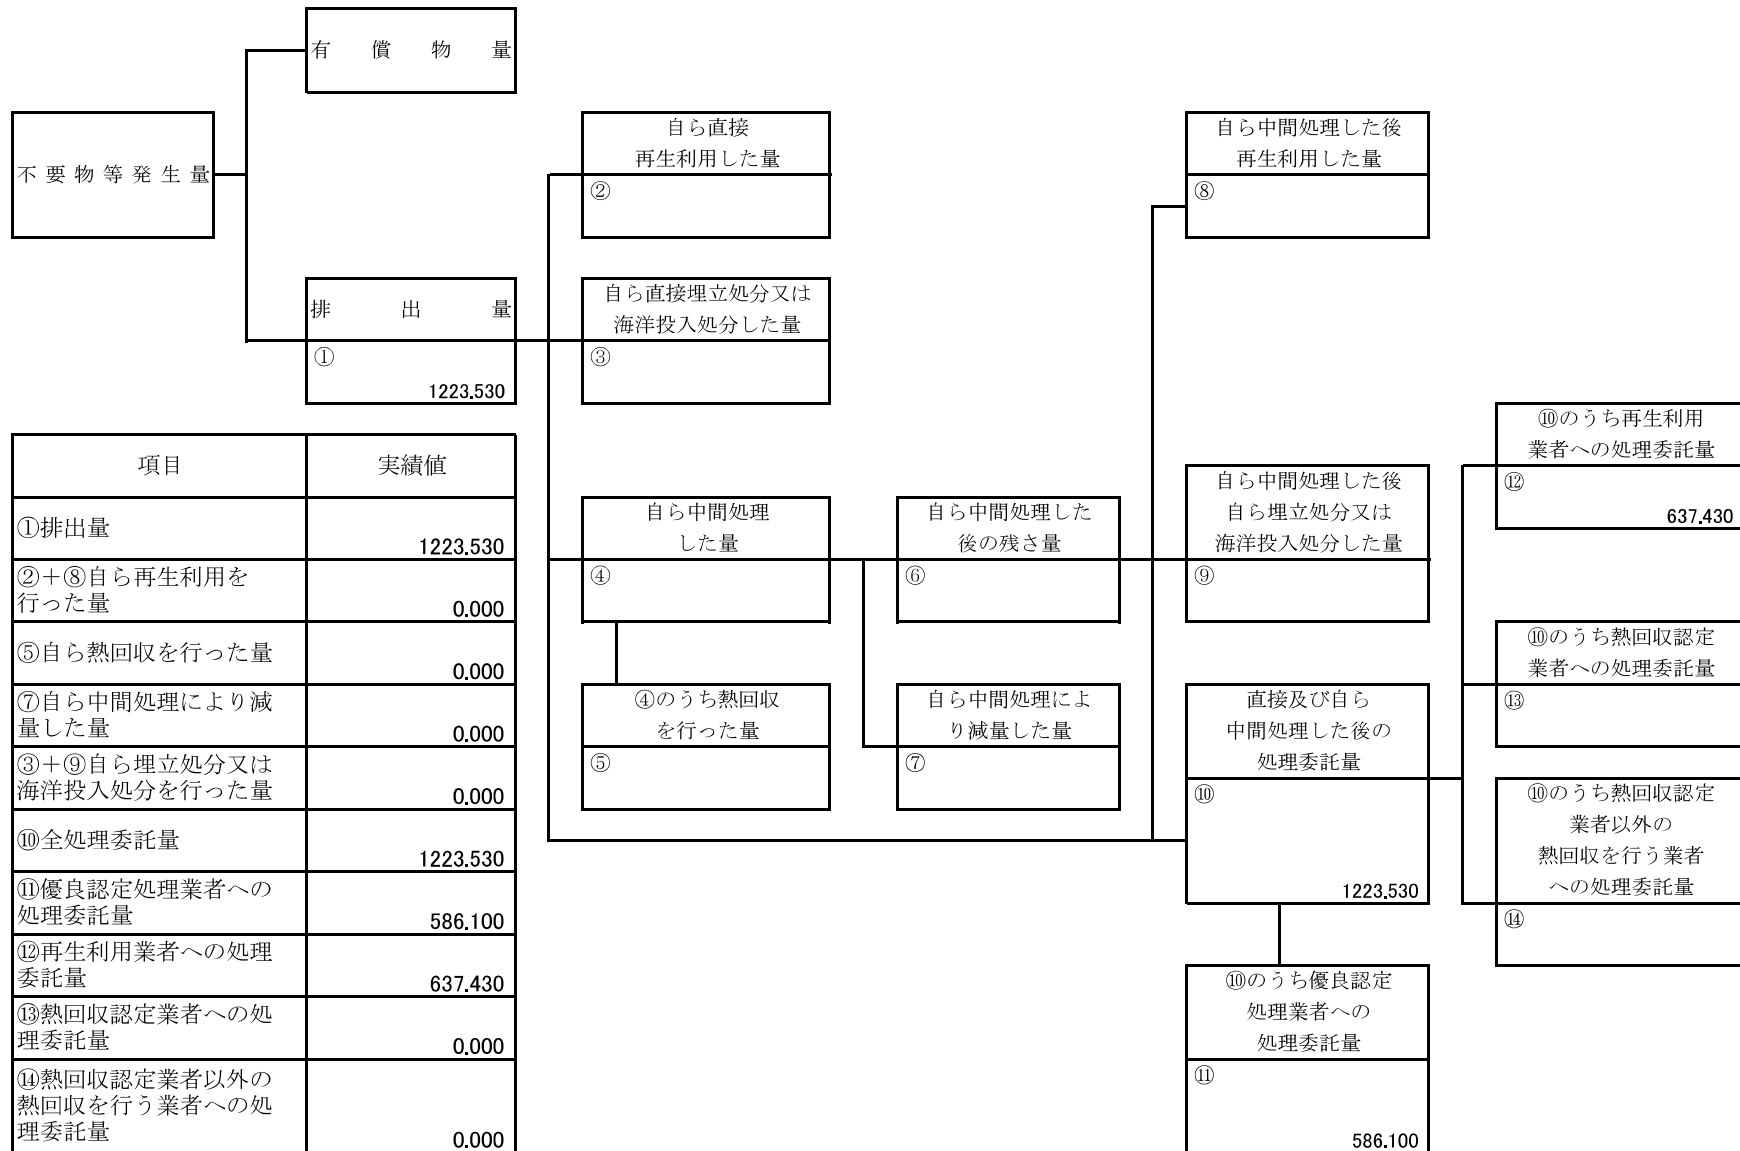 有償物量
不要物等発生量
排出量
①
1223.530
自ら直接
再生利用した量
②
自ら直接埋立処分又は
海洋投入処分した量
③
自ら中間処理
した量
④
④のうち熱回収
を行った量
⑤
自ら中間処理した
後の残さ量
⑥
自ら中間処理によ
り減量した量
⑦
自ら中間処理した後
再生利用した量
⑧
自ら中間処理した後
自ら埋立処分又は
海洋投入処分した量
⑨
直接及び自ら
中間処理した後の
処理委託量
⑩
1223.530
⑩のうち優良認定
処理業者への
処理委託量
⑪
586.100
⑩のうち再生利用
業者への処理委託量
⑫
637.430
⑩のうち熱回収認定
業者への処理委託量
⑬
⑩のうち熱回収認定
業者以外の
熱回収を行う業者
への処理委託量
⑭
項目 実績値
①排出量
1223.530
②+⑧自ら再生利用を
行った量
0.000
⑤自ら熱回収を行った量
0.000
⑦自ら中間処理により減
量した量
0.000
③+⑨自ら埋立処分又は
海洋投入処分を行った量
0.000
⑩全処理委託量
1223.530
⑪優良認定処理業者への
処理委託量
586.100
⑫再生利用業者への処理
委託量
637.430
⑬熱回収認定業者への処
理委託量
0.000
⑭熱回収認定業者以外の
熱回収を行う業者への処
理委託量
0.000